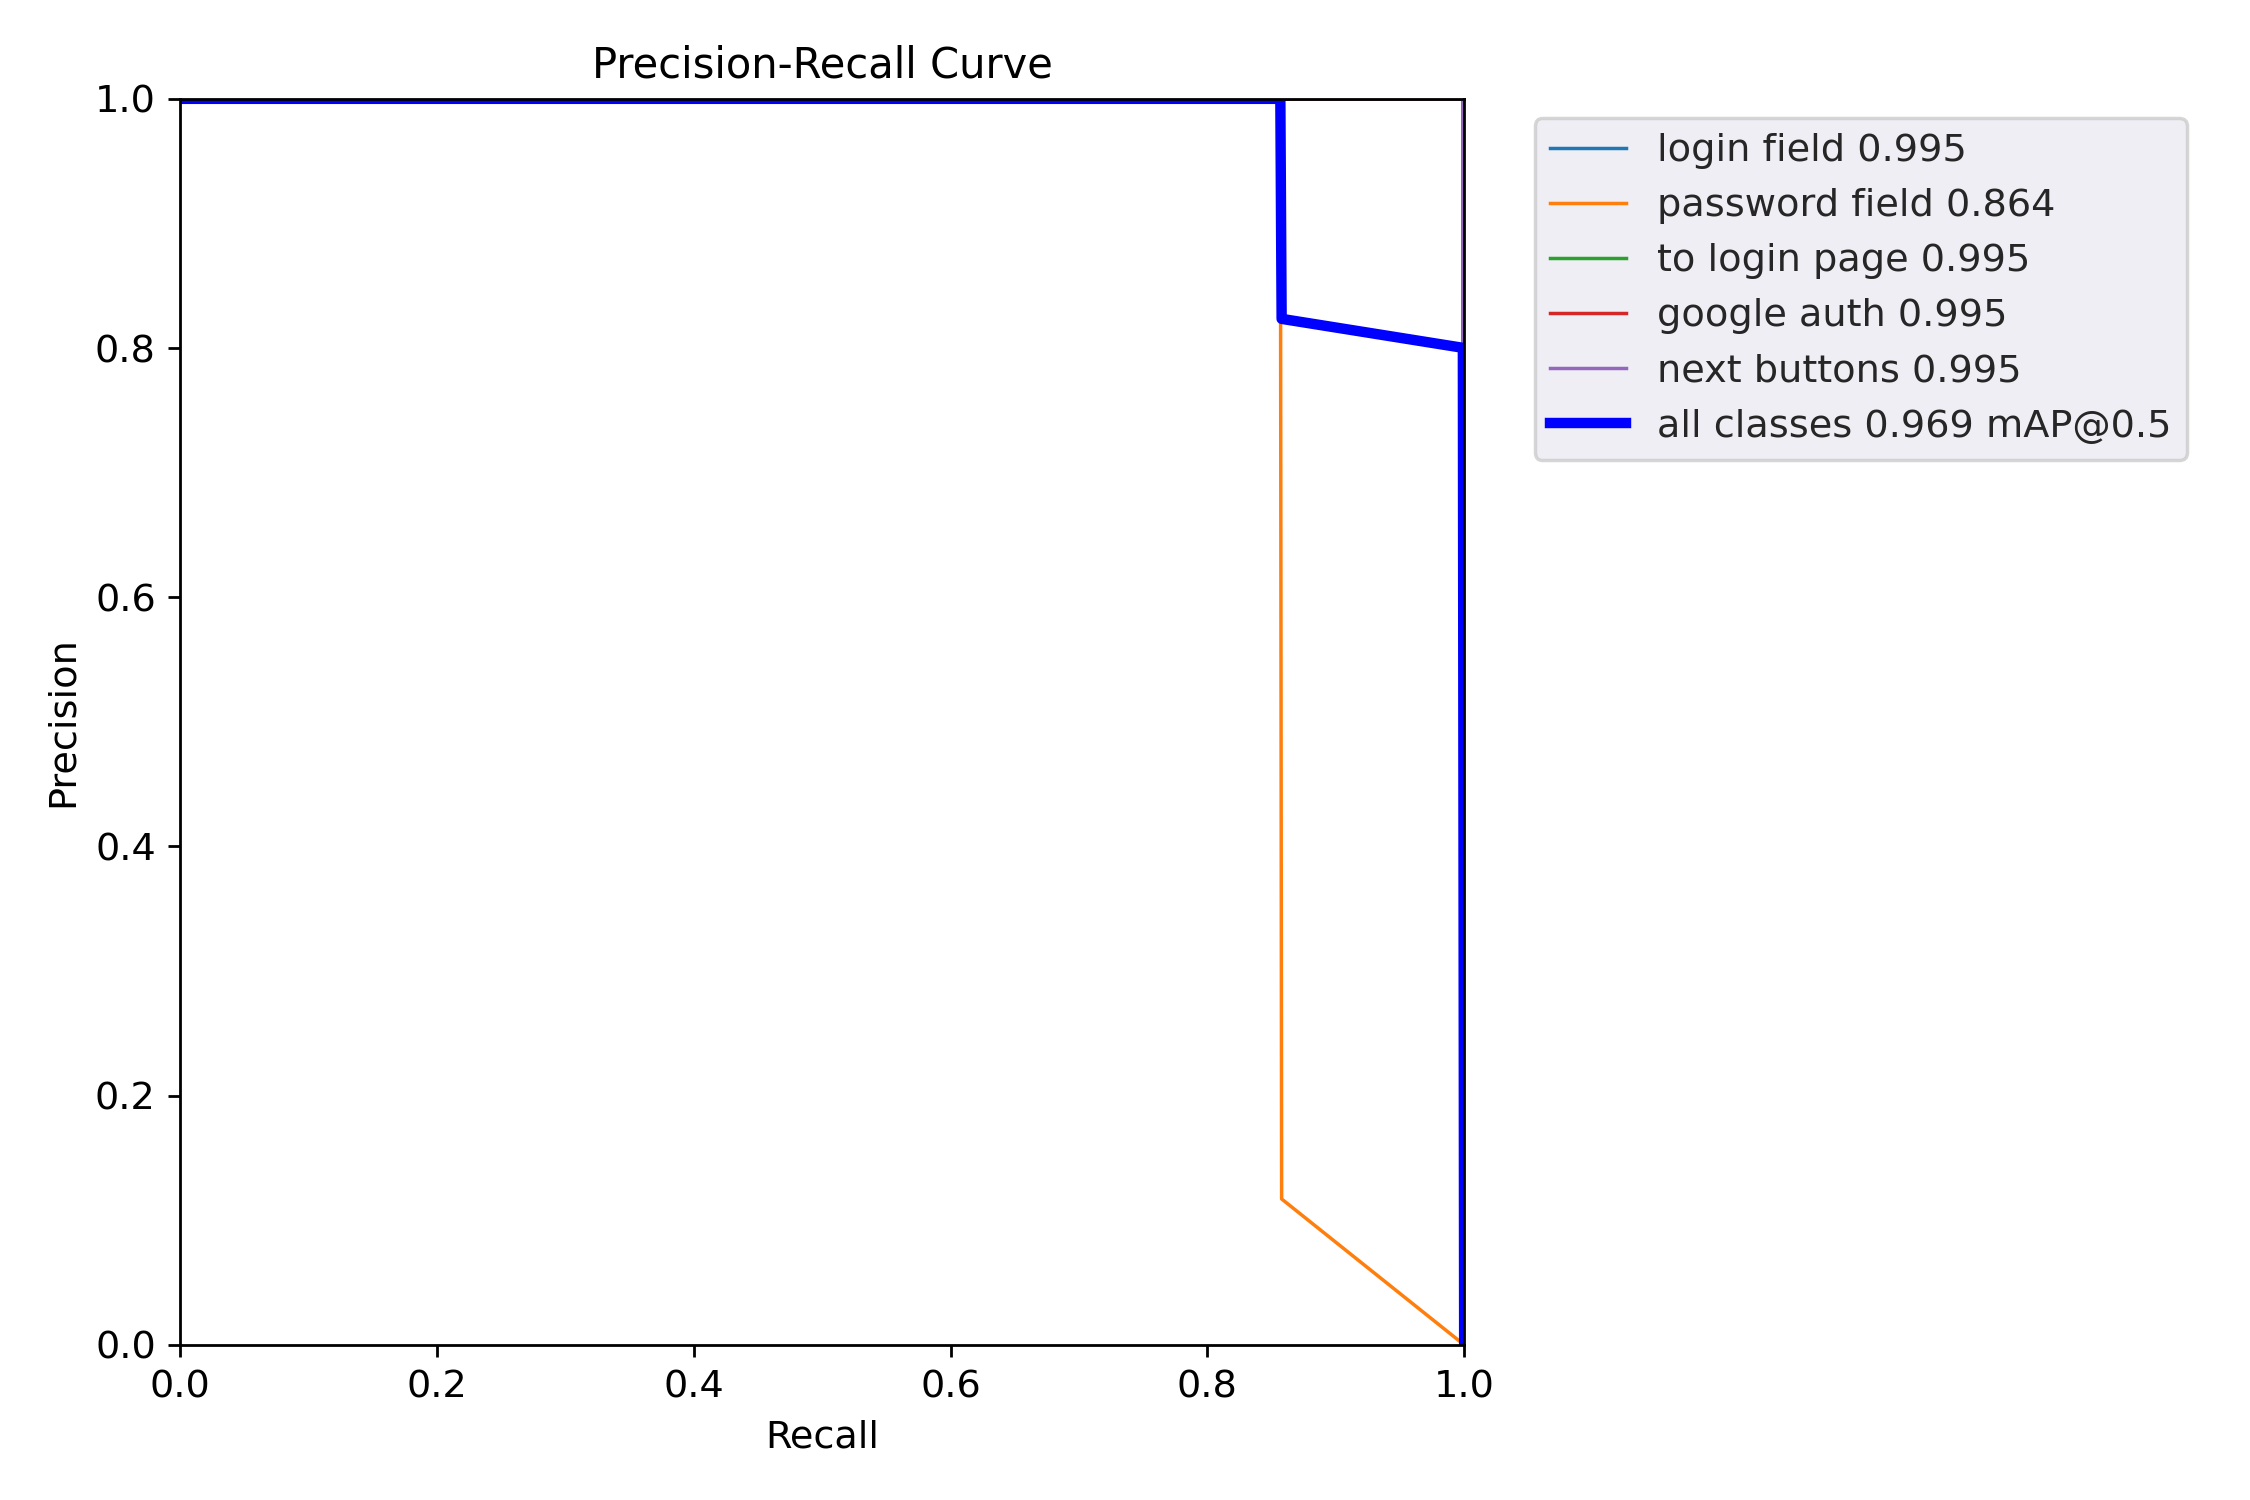 Precision-Recall Curve
1.0
0.8
0.6
0.4
0.2
0.0
Precision
0.0 0.2 0.4 0.6 0.8 1.0
Recall
login field 0.995
password field 0.864
to login page 0.995
google auth 0.995
next buttons 0.995
all classes 0.969 mAP@0.5